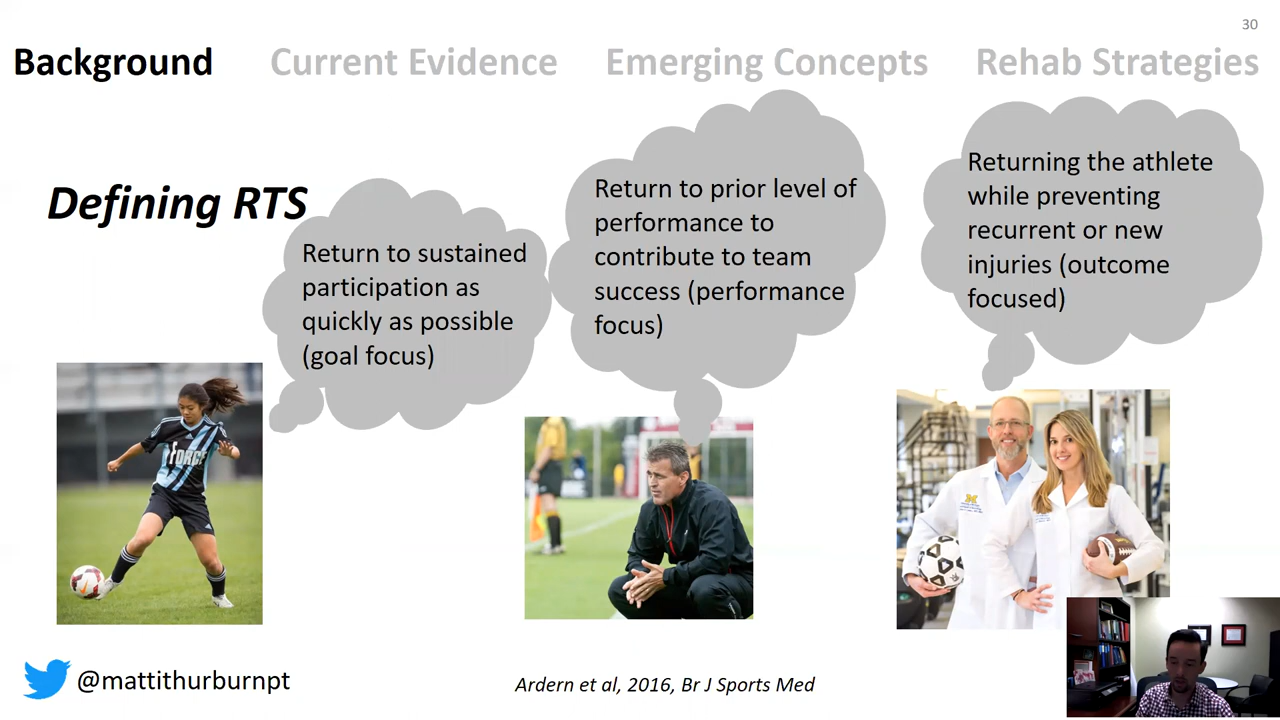 30
Background Current Evidence Emerging Concepts Rehab Strategies
Defining RTS
Return to sustained
participation as
quickly as possible
(goal focus)
Return to prior level of
performance to
contribute to team
success (performance
focus)
Returning the athlete
while preventing
recurrent or new
injuries (outcome
focused)
FORCE
M
@mattithurburnpt
Ardern et al, 2016, Br J Sports Med